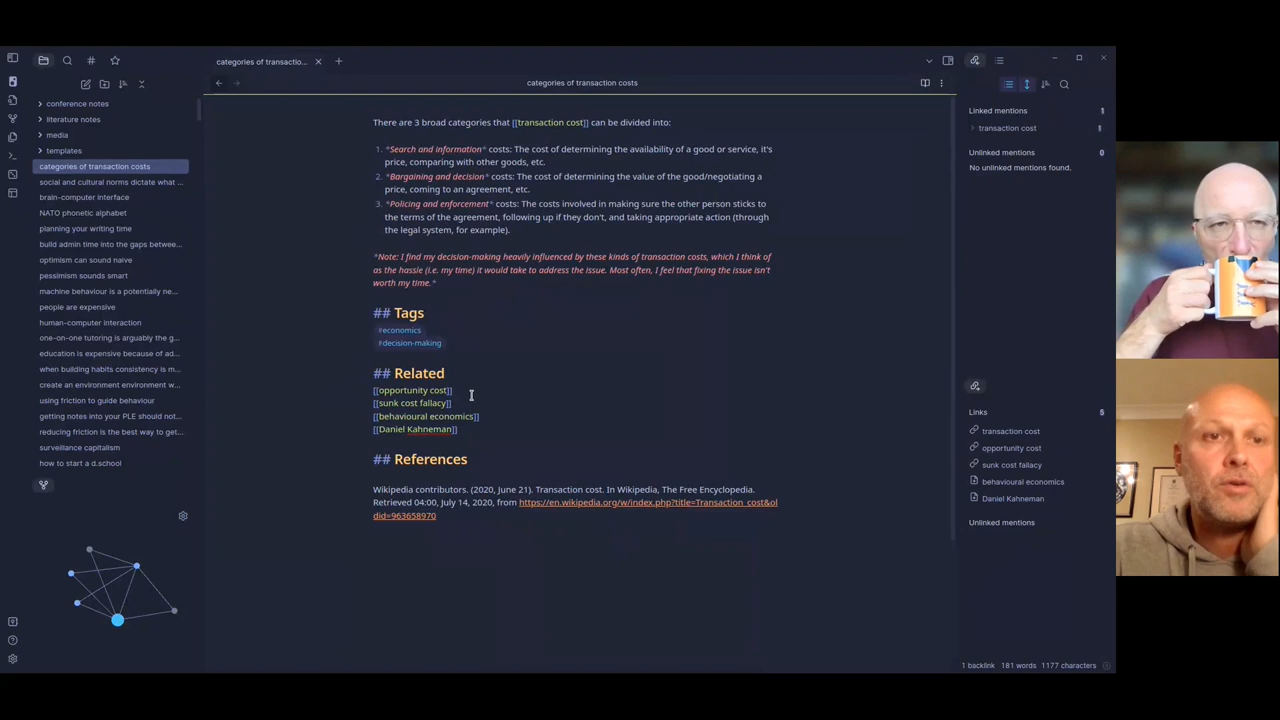 categories of transactio...
categories of transaction costs
conference notes
literature notes
media
templates
categories of transaction costs
social and cultural norms dictate what ...
brain-computer interface
NATO phonetic alphabet
planning your writing time
build admin time into the gaps betwee...
optimism can sound naive
pessimism sounds smart
machine behaviour is a potentially ne...
people are expensive
human-computer interaction
one-on-one tutoring is arguably the g...
education is expensive because of ad...
when building habits consistency is m...
create an environment environment w...
using friction to guide behaviour
getting notes into your PLE should not...
reducing friction is the best way to get...
surveillance capitalism
how to start a d.school
There are 3 broad categories that [[transaction cost]] can be divided into:
1. *Search and information* costs: The cost of determining the availability of a good or service, it's
price, comparing with other goods, etc.
2. *Bargaining and decision* costs: The cost of determining the value of the good/negotiating a
price, coming to an agreement, etc.
3. *Policing and enforcement* costs: The costs involved in making sure the other person sticks to
the terms of the agreement, following up if they don't, and taking appropriate action (through
the legal system, for example).
*Note: I find my decision-making heavily influenced by these kinds of transaction costs, which I think of
as the hassle (i.e. my time) it would take to address the issue. Most often, I feel that fixing the issue isn't
worth my time.*
## Tags
#economics
#decision-making
## Related
[[opportunity cost]]
[[sunk cost fallacy]]
[[behavioural economics]]
[[Daniel Kahneman]]
## References
Wikipedia contributors. (2020, June 21). Transaction cost. In Wikipedia, The Free Encyclopedia.
Retrieved 04:00, July 14, 2020, from https://en.wikipedia.org/w/index.php?title=Transaction_cost&ol
did=963658970
Linked mentions 1
transaction cost 1
Unlinked mentions 0
No unlinked mentions found.
Links 5
transaction cost
opportunity cost
sunk cost fallacy
behavioural economics
Daniel Kahneman
Unlinked mentions
1 backlink 181 words 1177 characters